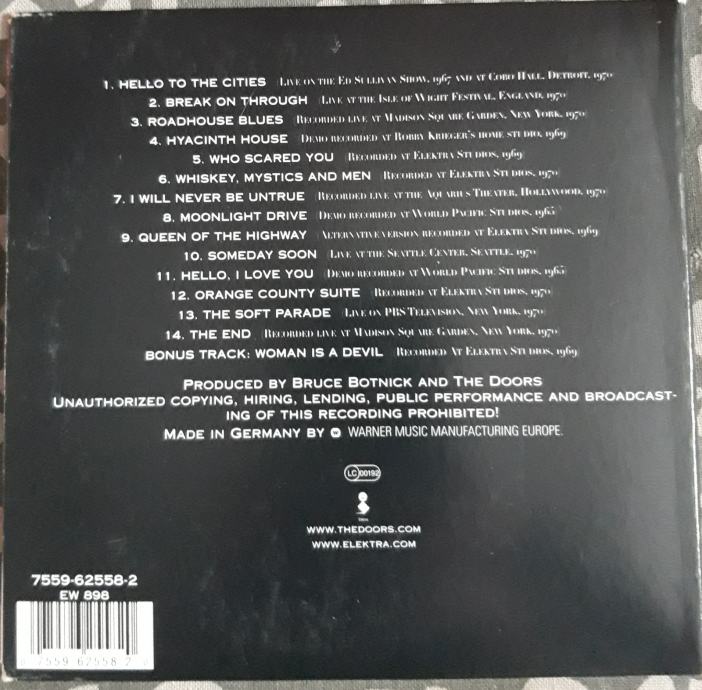 1. HELLO TO THE CITIES (LIVE ON THE ED SULLIVAN SHOW, 1967 AND AT COBO HALL, DETROIT, 1970)
2. BREAK ON THROUGH (LIVE AT THE ISLE OF WIGHT FESTIVAL, ENGLAND, 1970)
3. ROADHOUSE BLUES (RECORDED LIVE AT MADISON SQUARE GARDEN, NEW YORK, 1970)
4. HYACINTH HOUSE (DEMO RECORDED AT ROBBY KRIEGER'S HOME STUDIO, 1969)
5. WHO SCARED YOU (RECORDED AT ELEKTRA STUDIOS, 1969)
6. WHISKEY, MYSTICS AND MEN (RECORDED AT ELEKTRA STUDIOS, 1970)
7. I WILL NEVER BE UNTRUE (RECORDED LIVE AT THE AQUARIUS THEATER, HOLLYWOOD, 1970)
8. MOONLIGHT DRIVE (DEMO RECORDED AT WORLD PACIFIC STUDIOS, 1965)
9. QUEEN OF THE HIGHWAY (ALTERNATIVE VERSION RECORDED AT ELEKTRA STUDIOS, 1969)
10. SOMEDAY SOON (LIVE AT THE SEATTLE CENTER, SEATTLE, 1970)
11. HELLO, I LOVE YOU (DEMO RECORDED AT WORLD PACIFIC STUDIOS, 1965)
12. ORANGE COUNTY SUITE (RECORDED AT ELEKTRA STUDIOS, 1970)
13. THE SOFT PARADE (LIVE ON PBS TELEVISION, NEW YORK, 1970)
14. THE END (RECORDED LIVE AT MADISON SQUARE GARDEN, NEW YORK, 1970)
BONUS TRACK: WOMAN IS A DEVIL (RECORDED AT ELEKTRA STUDIOS, 1969)
PRODUCED BY BRUCE BOTNICK AND THE DOORS
UNAUTHORIZED COPYING, HIRING, LENDING, PUBLIC PERFORMANCE AND BROADCAST-
ING OF THIS RECORDING PROHIBITED!
MADE IN GERMANY BY WARNER MUSIC MANUFACTURING EUROPE.
LC 00192
WWW.THEDOORS.COM
WWW.ELEKTRA.COM
7559-62558-2
EW 898
0 7559 62558 2 0